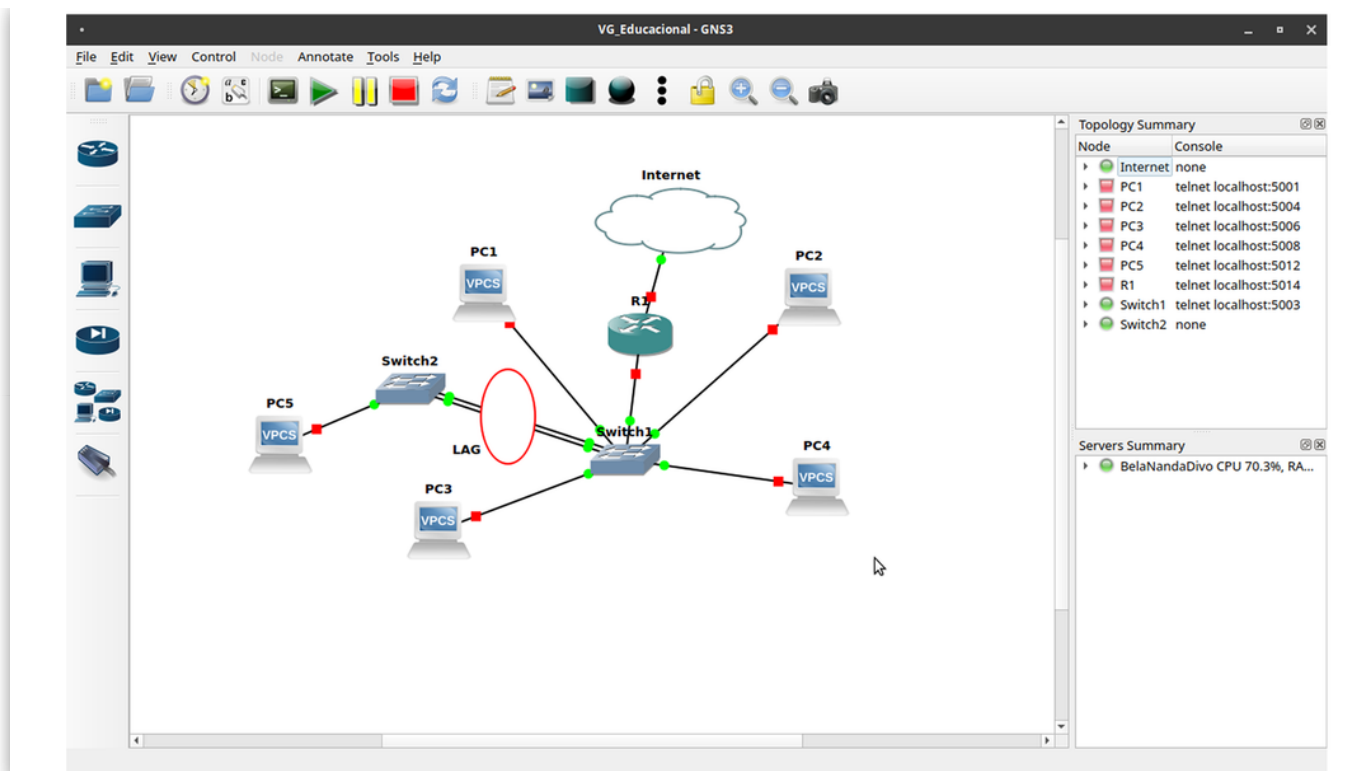 VG_Educacional - GNS3
File Edit View Control Node Annotate Tools Help
Internet
PC1
VPCS
PC2
VPCS
R1
Switch2
PC5
VPCS
LAG
Switch1
PC4
VPCS
PC3
VPCS
Topology Summary
Node Console
Internet none
PC1 telnet localhost:5001
PC2 telnet localhost:5004
PC3 telnet localhost:5006
PC4 telnet localhost:5008
PC5 telnet localhost:5012
R1 telnet localhost:5014
Switch1 telnet localhost:5003
Switch2 none
Servers Summary
BelaNandaDivo CPU 70.3%, RA...